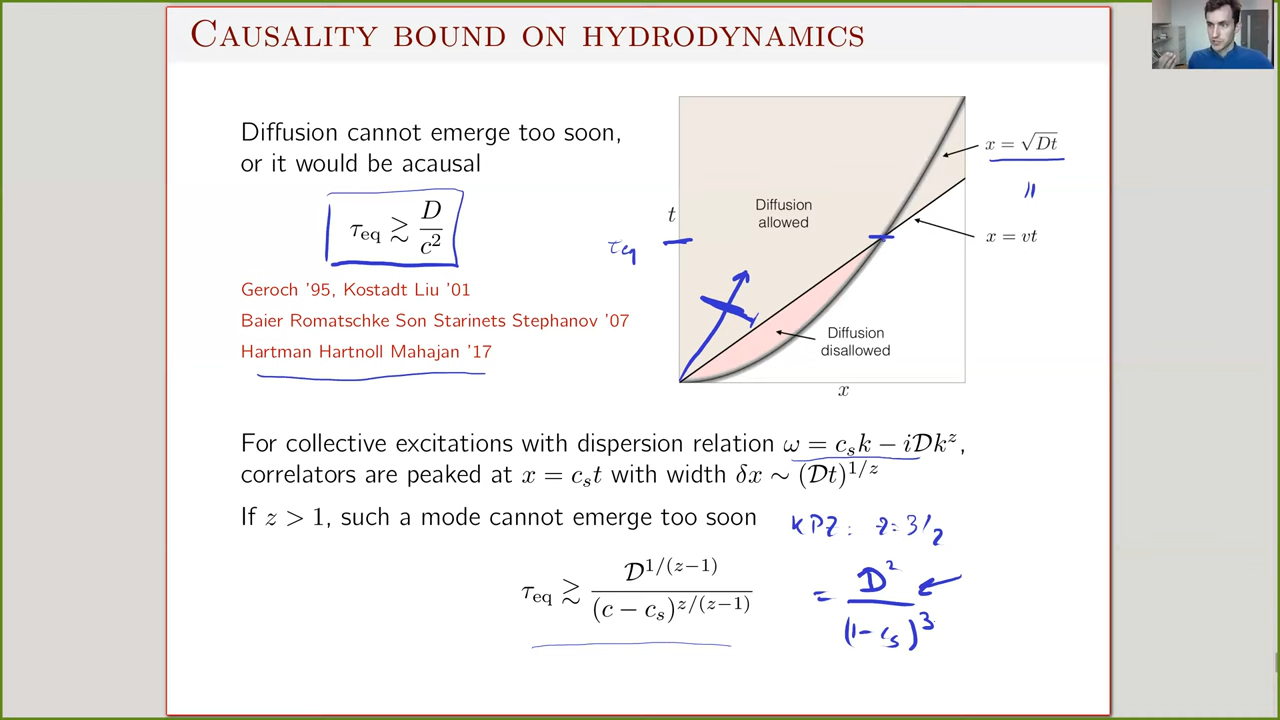 CAUSALITY BOUND ON HYDRODYNAMICS
Diffusion cannot emerge too soon,
or it would be acausal
τ_eq ≳ D/c²
Geroch '95, Kostadt Liu '01
Baier Romatschke Son Starinets Stephanov '07
Hartman Hartnoll Mahajan '17
t
τ_eq
Diffusion
allowed
x = √Dt
=
x = vt
Diffusion
disallowed
x
For collective excitations with dispersion relation ω = c_s k − i𝒟k^z,
correlators are peaked at x = c_s t with width δx ∼ (𝒟t)^{1/z}
If z > 1, such a mode cannot emerge too soon
KPZ: z = 3/2
τ_eq ≳ 𝒟^{1/(z−1)}/(c − c_s)^{z/(z−1)}
= D²/(1−c_s)³